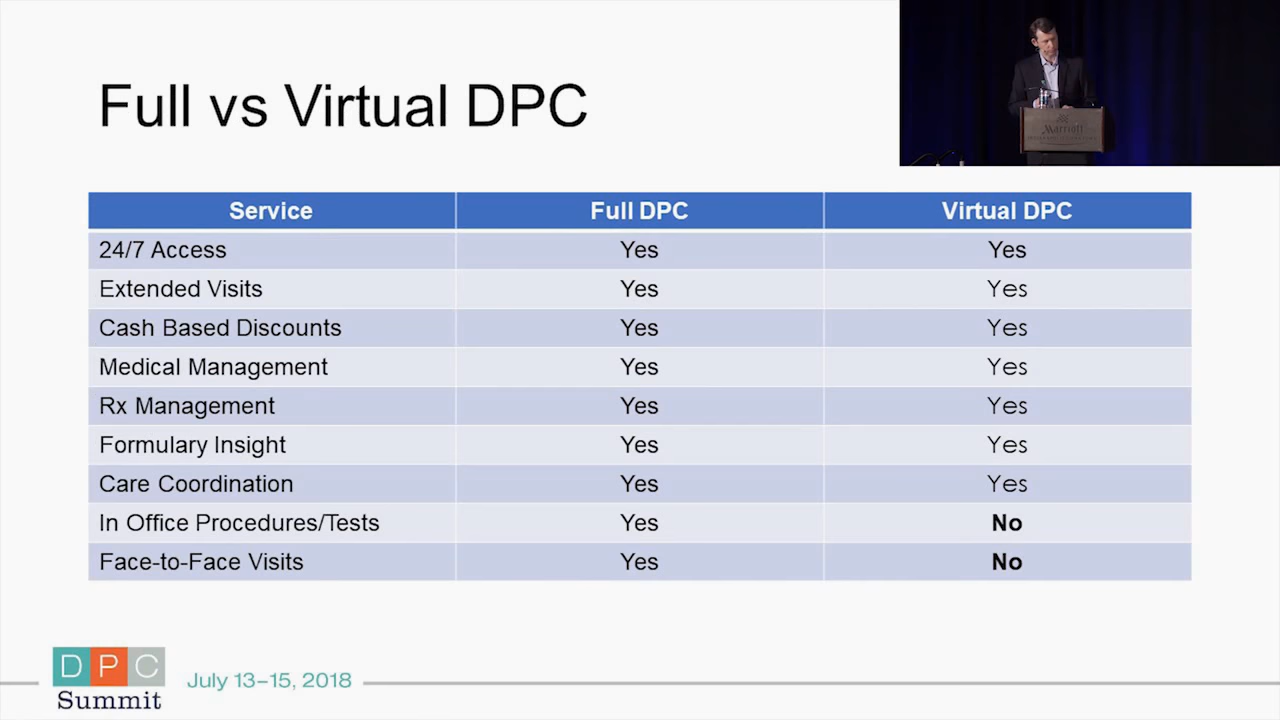 Full vs Virtual DPC
Marriott
Service Full DPC Virtual DPC
24/7 Access Yes Yes
Extended Visits Yes Yes
Cash Based Discounts Yes Yes
Medical Management Yes Yes
Rx Management Yes Yes
Formulary Insight Yes Yes
Care Coordination Yes Yes
In Office Procedures/Tests Yes No
Face-to-Face Visits Yes No
DPC
Summit
July 13–15, 2018